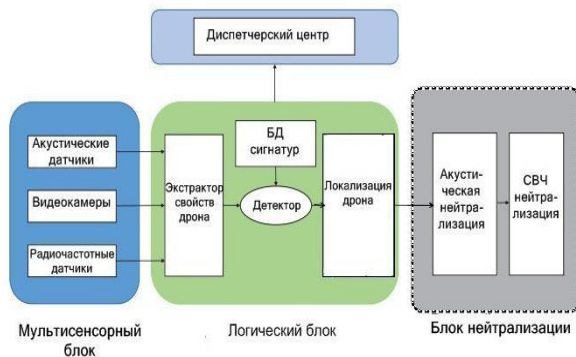 Диспетчерский центр
Акустические
датчики
Видеокамеры
Радиочастотные
датчики
Мультисенсорный
блок
Экстрактор
свойств
дрона
БД
сигнатур
Детектор
Локализация
дрона
Логический блок
Акусти-
ческая
нейтра-
лизация
СВЧ
нейтра-
лизация
Блок нейтрализации